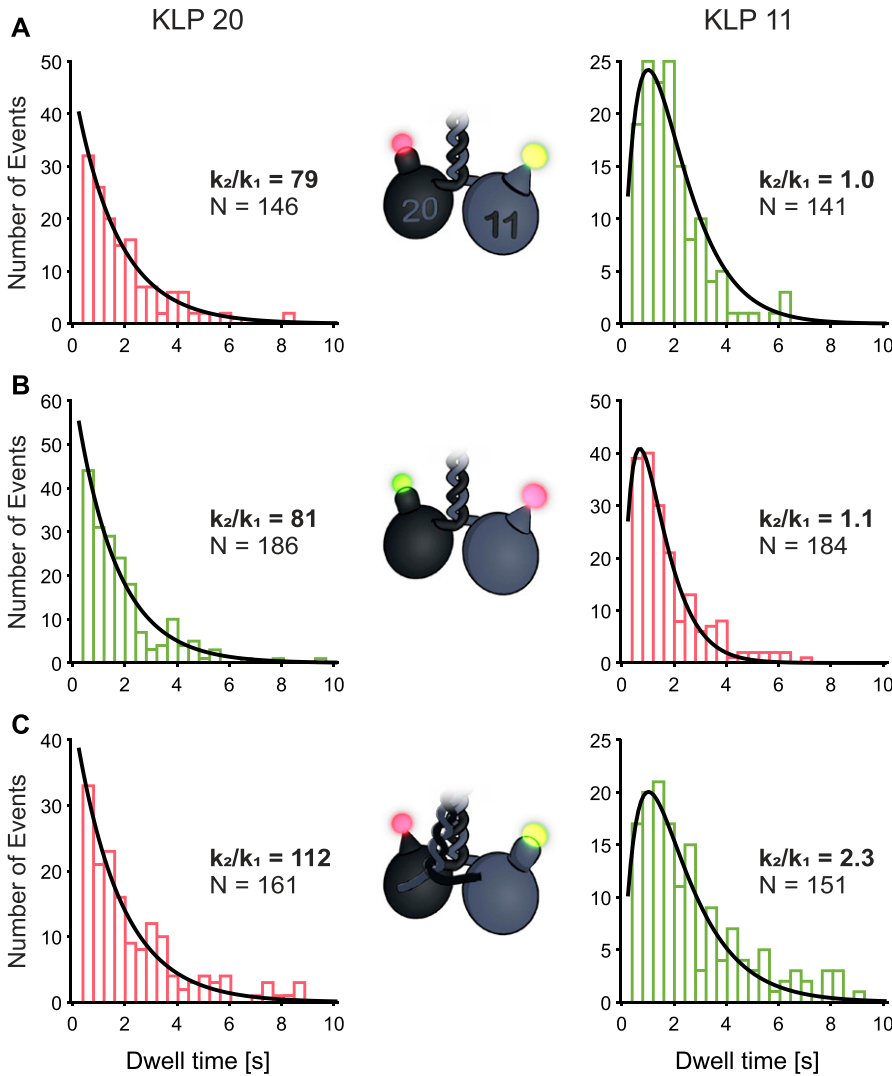 KLP 20
KLP 11
A
Number of Events
50
40
30
20
10
0
0 2 4 6 8 10
k₂/k₁ = 79
N = 146
20
11
25
20
15
10
5
0
0 2 4 6 8 10
k₂/k₁ = 1.0
N = 141
B
Number of Events
60
50
40
30
20
10
0
0 2 4 6 8 10
k₂/k₁ = 81
N = 186
50
40
30
20
10
0
0 2 4 6 8 10
k₂/k₁ = 1.1
N = 184
C
Number of Events
40
30
20
10
0
0 2 4 6 8 10
k₂/k₁ = 112
N = 161
Dwell time [s]
25
20
15
10
5
0
0 2 4 6 8 10
k₂/k₁ = 2.3
N = 151
Dwell time [s]